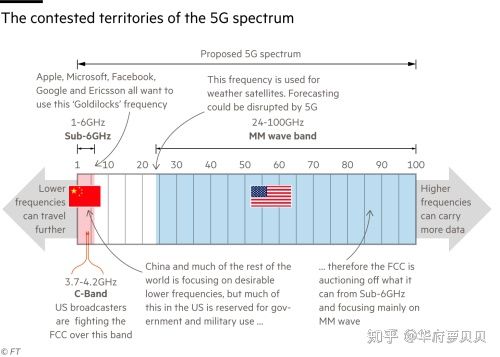 The contested territories of the 5G spectrum
Proposed 5G spectrum
Apple, Microsoft, Facebook,
Google and Ericsson all want to
use this ‘Goldilocks’ frequency
This frequency is used for
weather satellites. Forecasting
could be disrupted by 5G
1-6GHz
Sub-6GHz
24-100GHz
MM wave band
1 10 20 30 40 50 60 70 80 90 100
Lower
frequencies
can travel
further
Higher
frequencies
can carry
more data
3.7-4.2GHz
C-Band
US broadcasters
are fighting the
FCC over this band
China and much of the rest of the
world is focusing on desirable
lower frequencies, but much of
this in the US is reserved for gov-
ernment and military use ...
... therefore the FCC is
auctioning off what it
can from Sub-6GHz
and focusing mainly on
MM wave
© FT
知乎 @华府萝贝贝